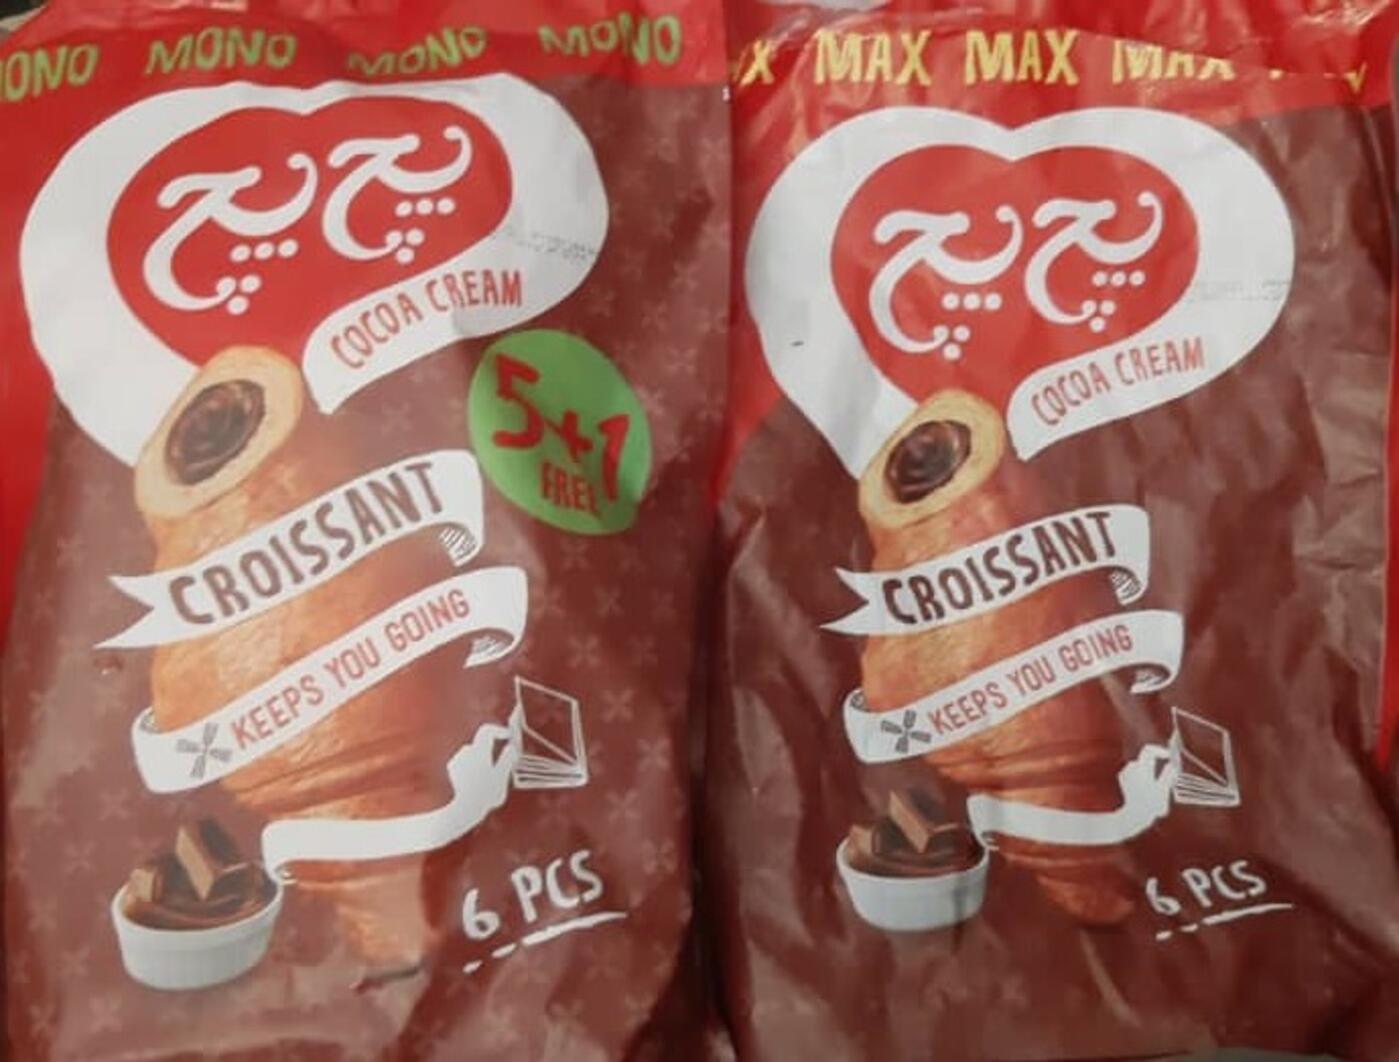 MONO MONO MONO
پچ پچ
COCOA CREAM
5+1
FREE
CROISSANT
KEEPS YOU GOING
6 PCS
MAX MAX MAX
پچ پچ
COCOA CREAM
CROISSANT
KEEPS YOU GOING
6 PCS